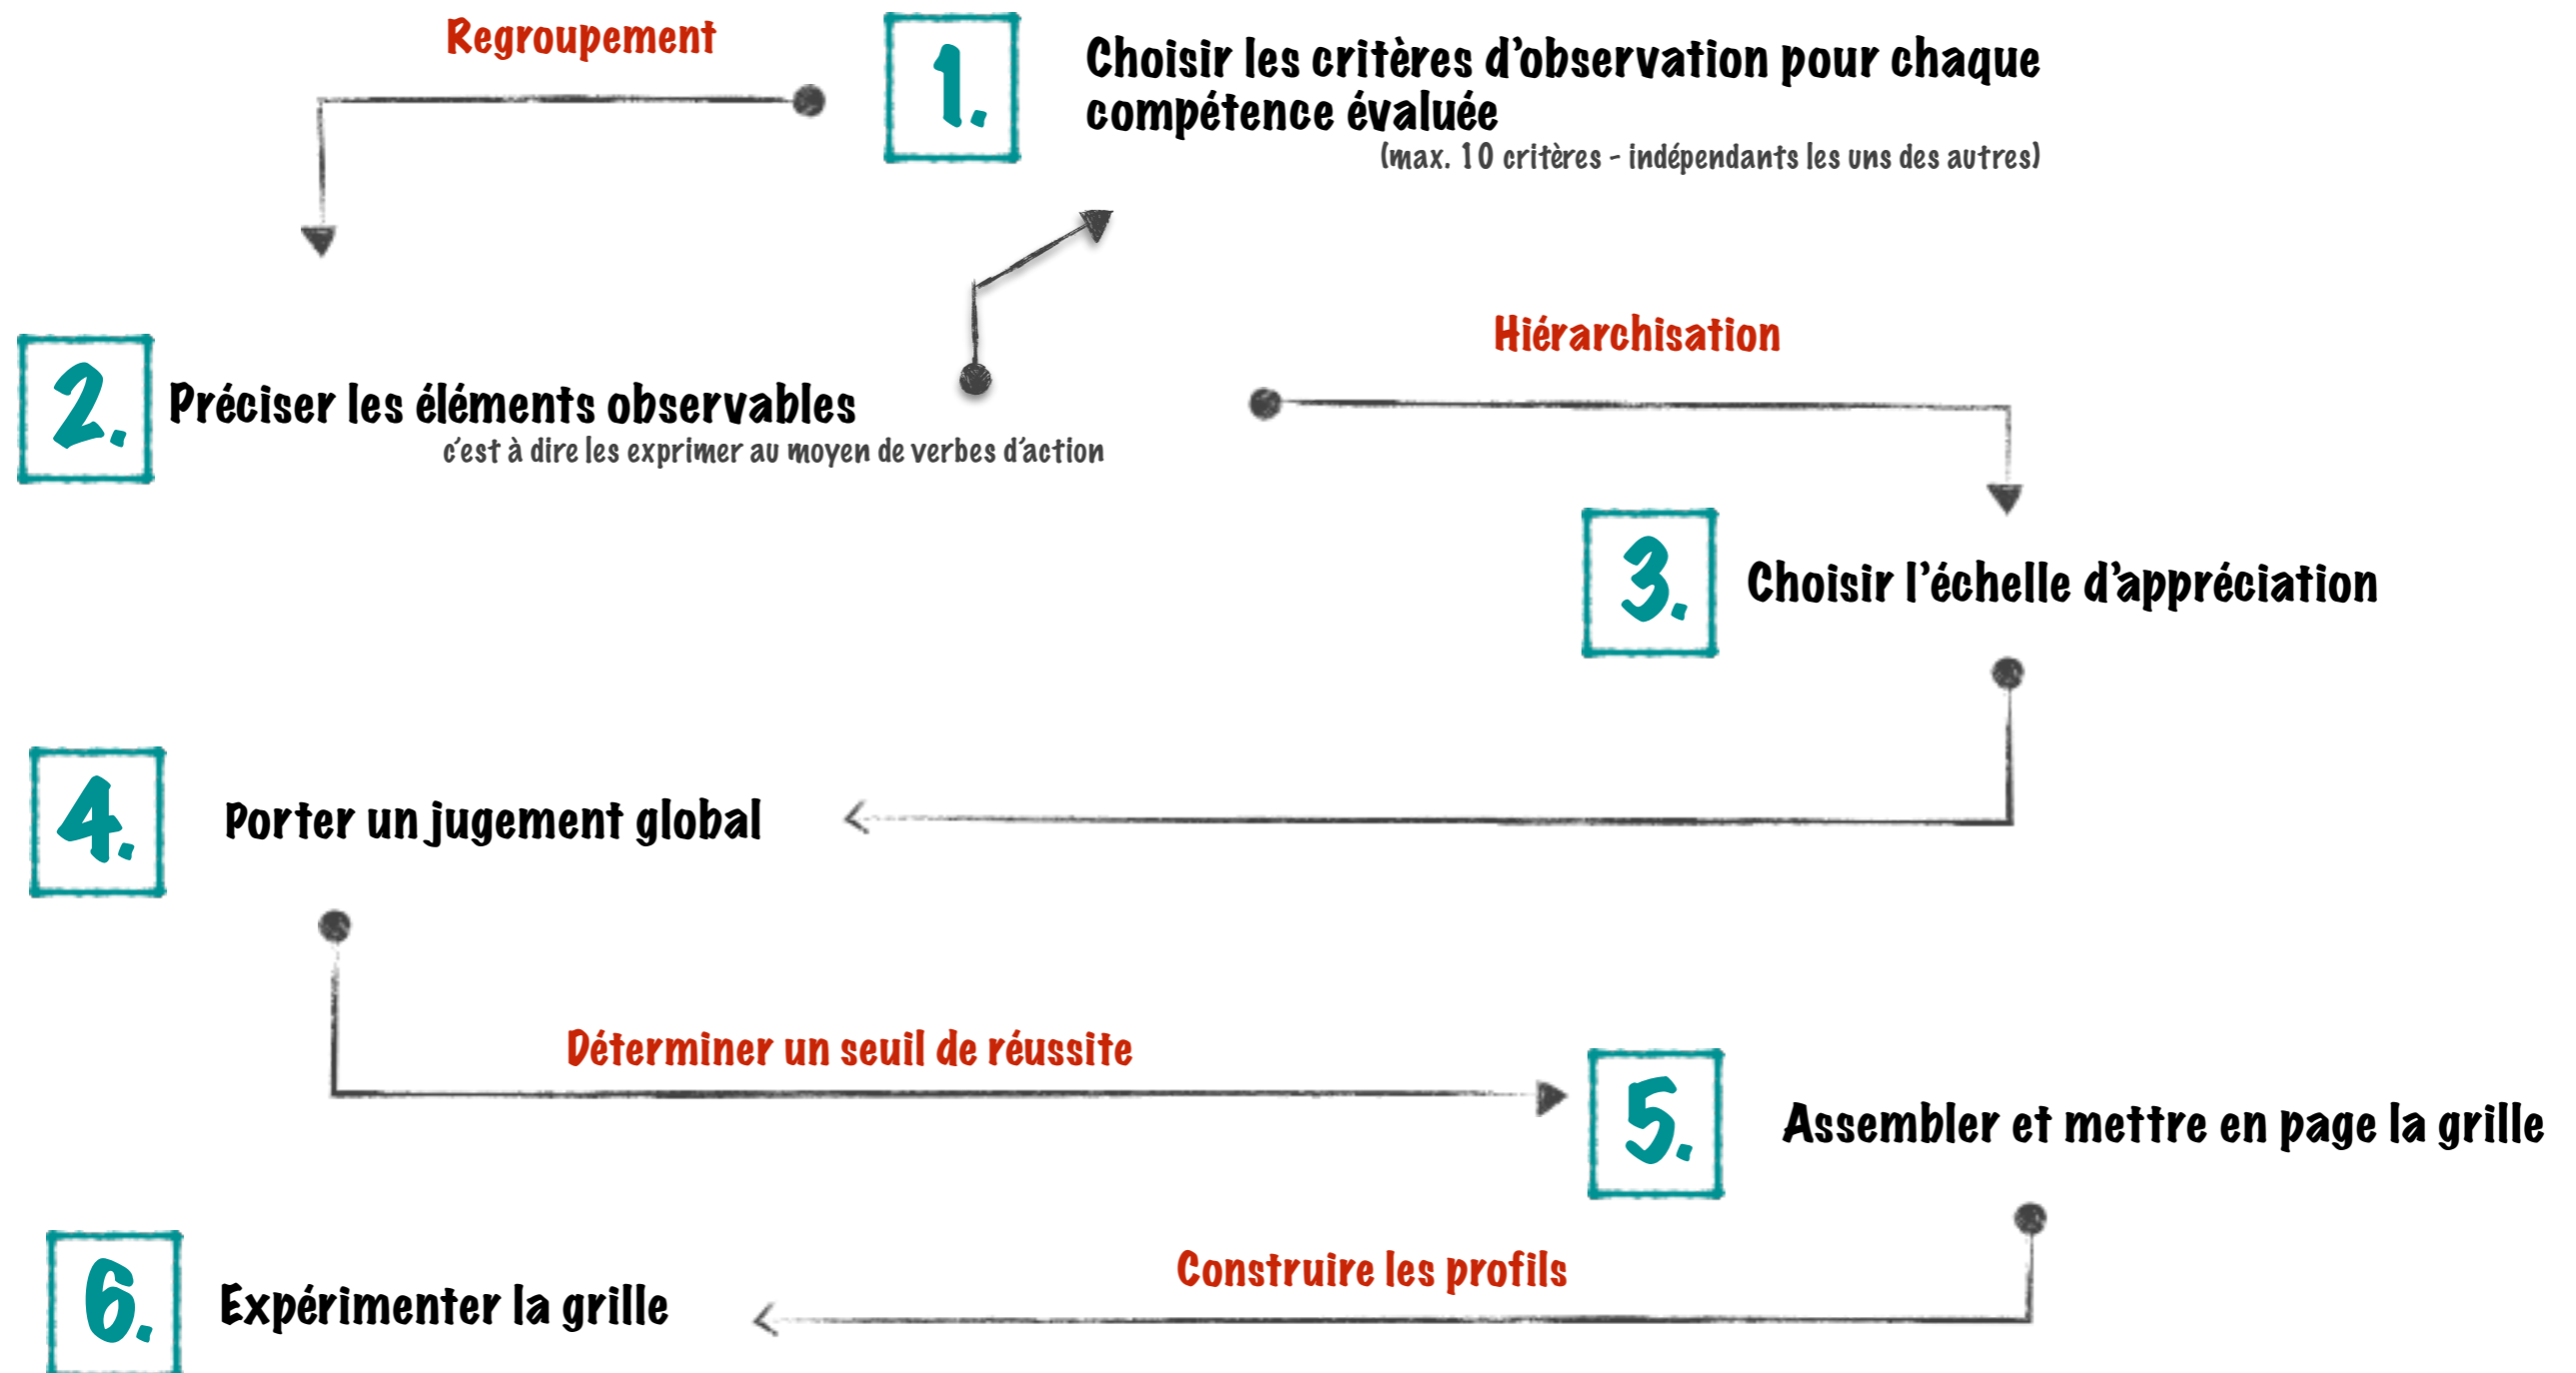 Regroupement
1.
Choisir les critères d'observation pour chaque
compétence évaluée
(max. 10 critères - indépendants les uns des autres)
2.
Préciser les éléments observables
c'est à dire les exprimer au moyen de verbes d'action
Hiérarchisation
3.
Choisir l'échelle d'appréciation
4.
Porter un jugement global
Déterminer un seuil de réussite
5.
Assembler et mettre en page la grille
Construire les profils
6.
Expérimenter la grille